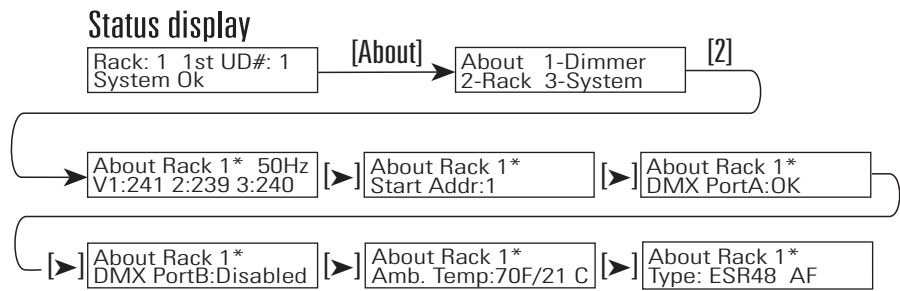 Status display
Rack: 1 1st UD#: 1
System Ok
[About]
About 1-Dimmer
2-Rack 3-System
[2]
About Rack 1* 50Hz
V1:241 2:239 3:240
[➤]
About Rack 1*
Start Addr:1
[➤]
About Rack 1*
DMX PortA:OK
[➤]
About Rack 1*
DMX PortB:Disabled
[➤]
About Rack 1*
Amb. Temp:70F/21 C
[➤]
About Rack 1*
Type: ESR48 AF